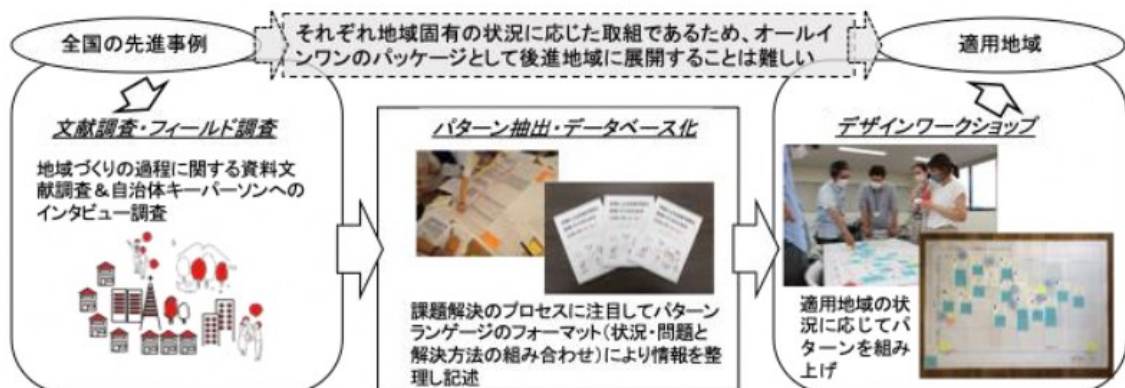 全国の先進事例
それぞれ地域固有の状況に応じた取組であるため、オールイ
ンワンのパッケージとして後進地域に展開することは難しい
適用地域
文献調査・フィールド調査
地域づくりの過程に関する資料文
献調査&自治体キーパーソンへの
インタビュー調査
パターン抽出・データベース化
課題解決のプロセスに注目してパターン
ランゲージのフォーマット(状況・問題と
解決方法の組み合わせ)により情報を整
理し記述
デザインワークショップ
適用地域の状
況に応じてパ
ターンを組み
上げ